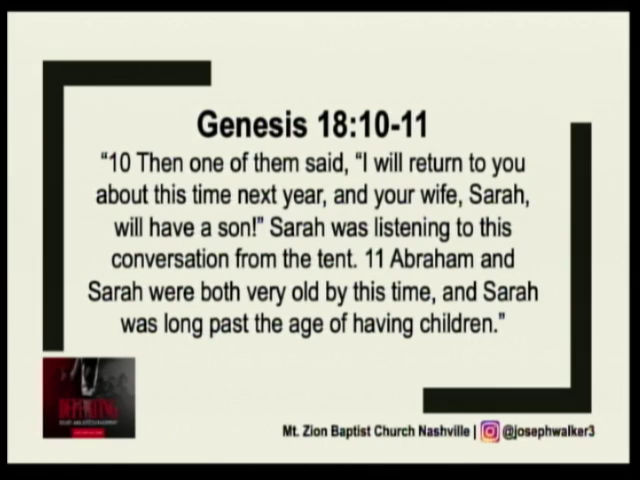 Genesis 18:10-11
“10 Then one of them said, “I will return to you
about this time next year, and your wife, Sarah,
will have a son!” Sarah was listening to this
conversation from the tent. 11 Abraham and
Sarah were both very old by this time, and Sarah
was long past the age of having children.”
DEFEATING
Mt. Zion Baptist Church Nashville | @josephwalker3